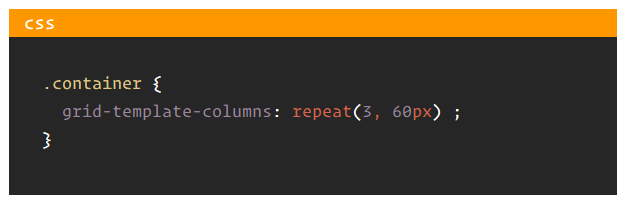 css
.container {
  grid-template-columns: repeat(3, 60px) ;
}